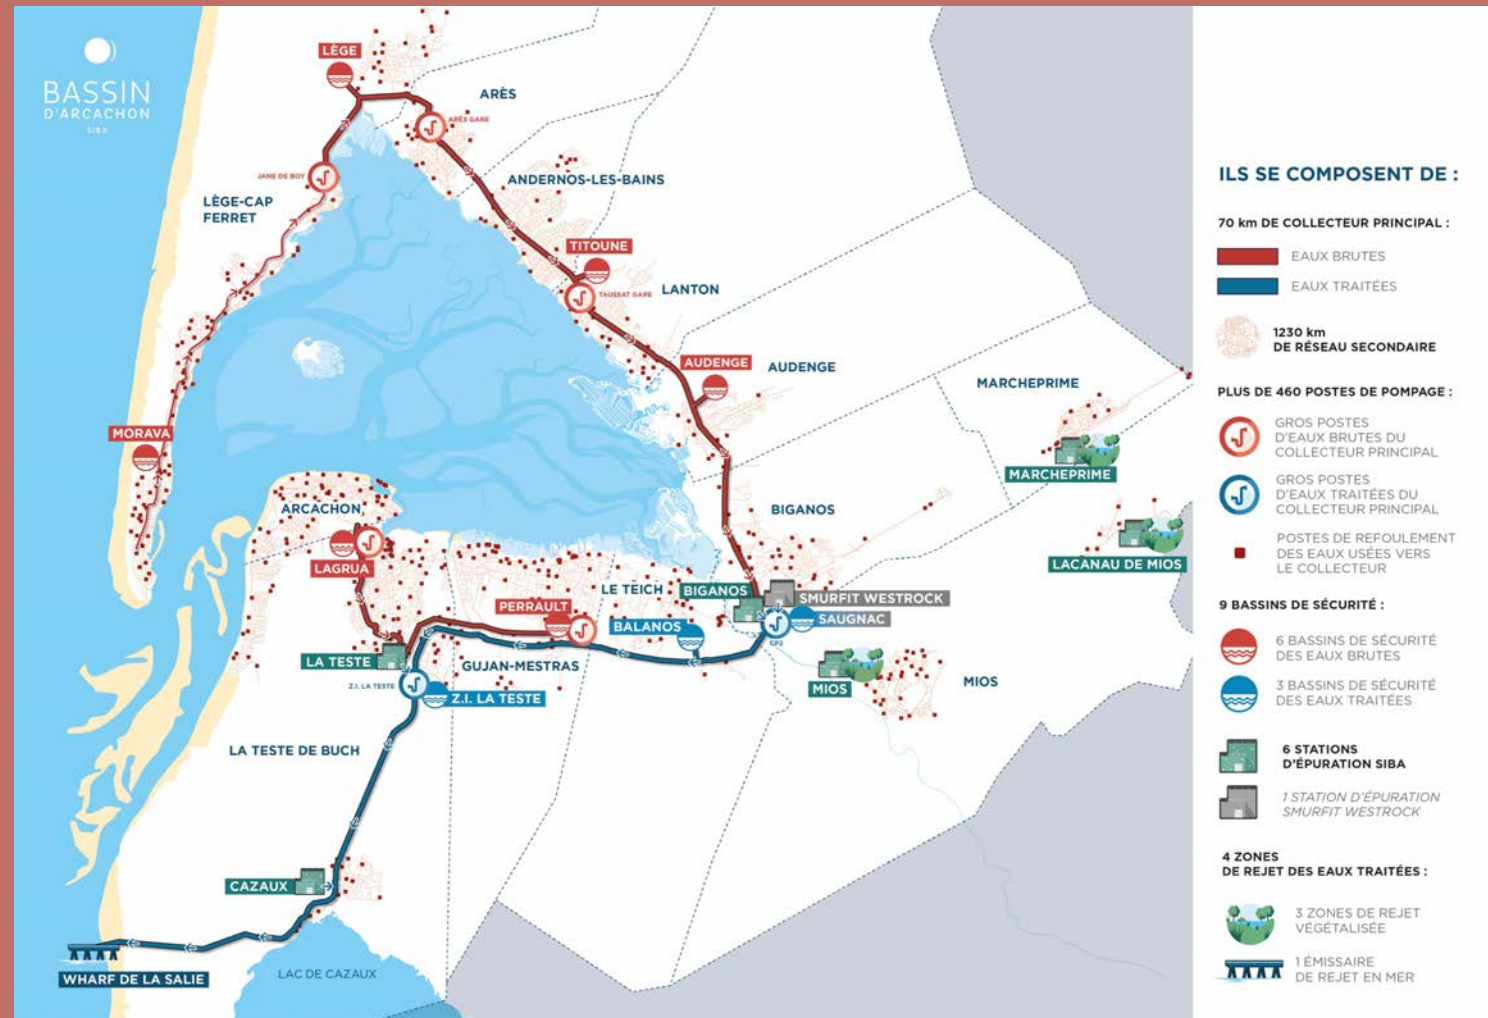 BASSIN
D'ARCACHON
SIBA
LÈGE
ARÈS
ARÈS GARE
JANE DE BOY
LÈGE-CAP
FERRET
ANDERNOS-LES-BAINS
TITOUNE
TAUSSAT GARE
LANTON
AUDENGE
AUDENGE
MARCHEPRIME
MORAVA
MARCHEPRIME
ARCACHON
BIGANOS
LAGRUA
LACANAU DE MIOS
LE TEICH
BIGANOS
SMURFIT WESTROCK
PERRAULT
BALANOS
SAUGNAC
EP2
LA TESTE
GUJAN-MESTRAS
Z.I. LA TESTE
Z.I. LA TESTE
MIOS
MIOS
LA TESTE DE BUCH
CAZAUX
WHARF DE LA SALIE
LAC DE CAZAUX
ILS SE COMPOSENT DE :
70 km DE COLLECTEUR PRINCIPAL :
EAUX BRUTES
EAUX TRAITÉES
1230 km
DE RÉSEAU SECONDAIRE
PLUS DE 460 POSTES DE POMPAGE :
GROS POSTES
D'EAUX BRUTES DU
COLLECTEUR PRINCIPAL
GROS POSTES
D'EAUX TRAITÉES DU
COLLECTEUR PRINCIPAL
POSTES DE REFOULEMENT
DES EAUX USÉES VERS
LE COLLECTEUR
9 BASSINS DE SÉCURITÉ :
6 BASSINS DE SÉCURITÉ
DES EAUX BRUTES
3 BASSINS DE SÉCURITÉ
DES EAUX TRAITÉES
6 STATIONS
D'ÉPURATION SIBA
1 STATION D'ÉPURATION
SMURFIT WESTROCK
4 ZONES
DE REJET DES EAUX TRAITÉES :
3 ZONES DE REJET
VÉGÉTALISÉE
1 ÉMISSAIRE
DE REJET EN MER